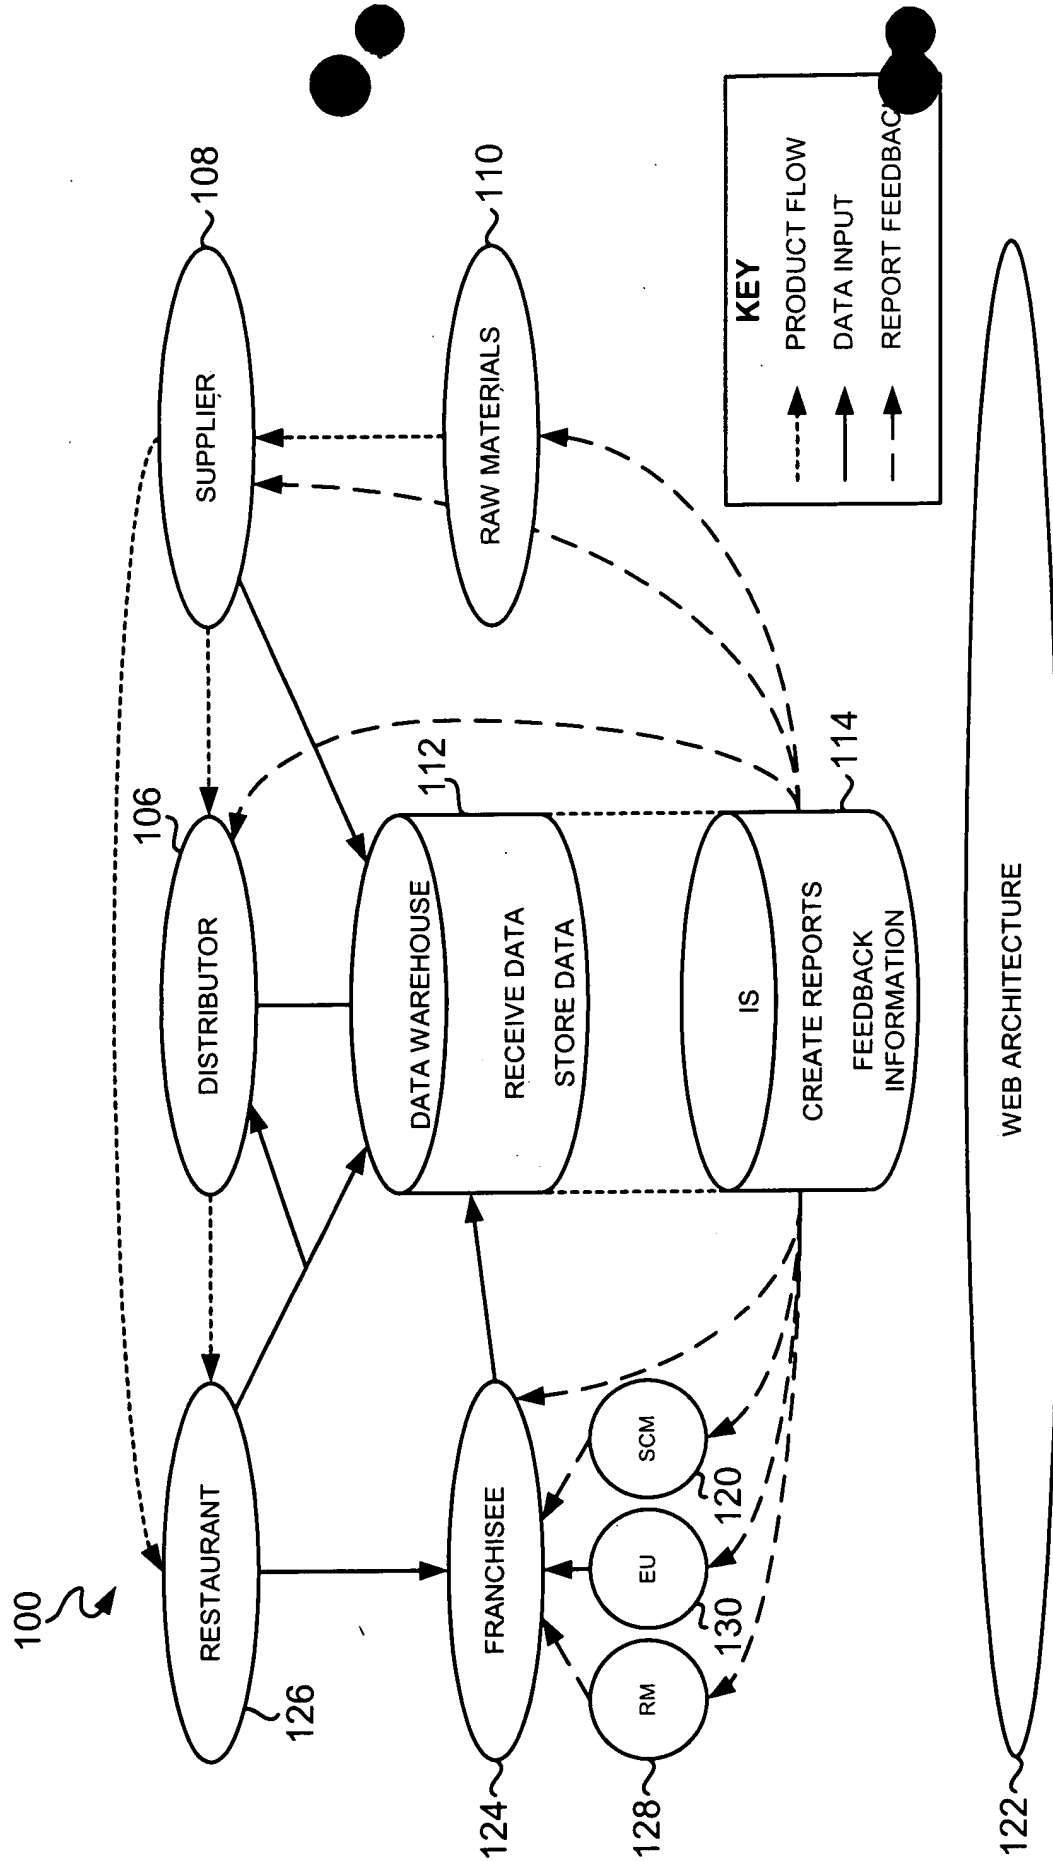 100
RESTAURANT
126
DISTRIBUTOR
106
SUPPLIER
108
FRANCHISEE
124
DATA WAREHOUSE
112
RECEIVE DATA
STORE DATA
RAW MATERIALS
110
RM
128
EU
130
SCM
120
IS
CREATE REPORTS
FEEDBACK
INFORMATION
114
KEY
PRODUCT FLOW
DATA INPUT
REPORT FEEDBAC
WEB ARCHITECTURE
122